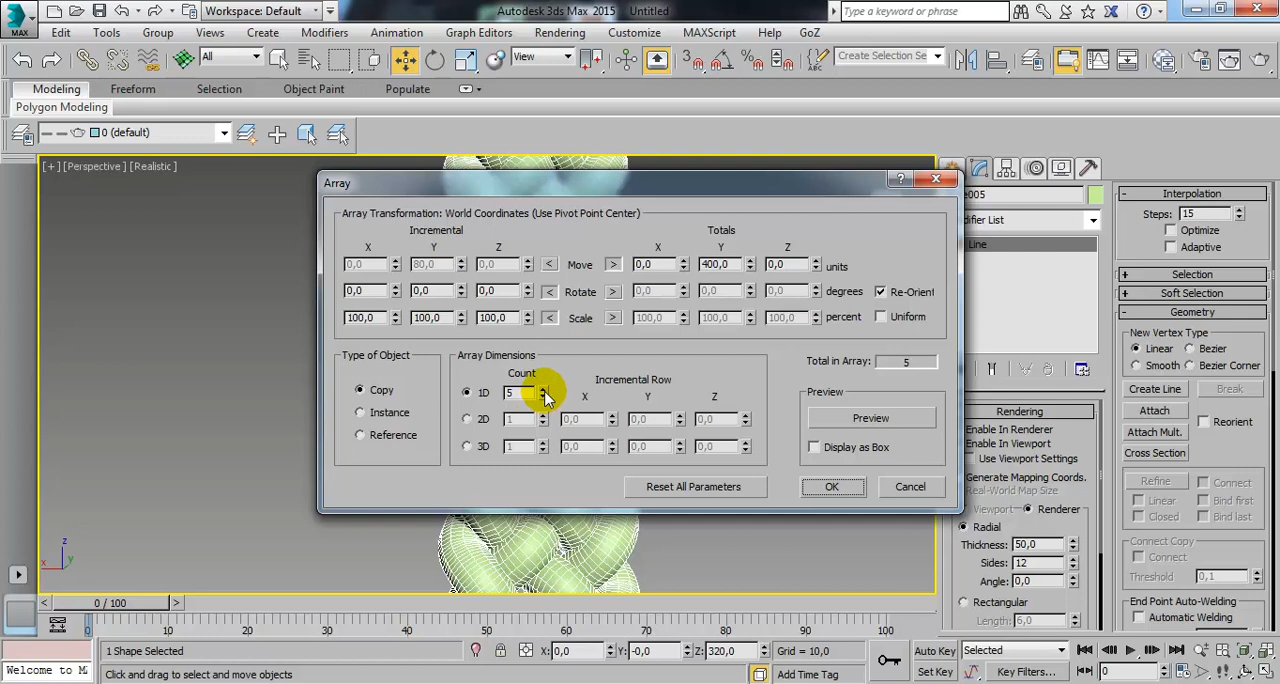 MAX
Workspace: Default
Autodesk 3ds Max 2015 Untitled
Type a keyword or phrase
Edit Tools Group Views Create Modifiers Animation Graph Editors Rendering Customize MAXScript Help GoZ
All View 3 % ABC Create Selection Se
Modeling Freeform Selection Object Paint Populate
Polygon Modeling
0 (default)
[+] [Perspective] [Realistic]
Array
Array Transformation: World Coordinates (Use Pivot Point Center)
Incremental Totals
X Y Z X Y Z
0,0 80,0 0,0 < Move > 0,0 400,0 0,0 units
0,0 0,0 0,0 < Rotate > 0,0 0,0 0,0 degrees Re-Orient
100,0 100,0 100,0 < Scale > 100,0 100,0 100,0 percent Uniform
Type of Object
Copy
Instance
Reference
Array Dimensions
Count
Incremental Row
X Y Z
1D 5
2D 1 0,0 0,0 0,0
3D 1 0,0 0,0 0,0
Total in Array: 5
Preview
Preview
Display as Box
Reset All Parameters OK Cancel
e005
difier List
Line
Rendering
Enable In Renderer
Enable In Viewport
Use Viewport Settings
Generate Mapping Coords.
Real-World Map Size
Viewport Renderer
Radial
Thickness: 50,0
Sides: 12
Angle: 0,0
Rectangular
Length: 6,0
Interpolation
Steps: 15
Optimize
Adaptive
+ Selection
+ Soft Selection
- Geometry
New Vertex Type
Linear Bezier
Smooth Bezier Corner
Create Line Break
Attach Reorient
Attach Mult.
Cross Section
Refine Connect
Linear Bind first
Closed Bind last
Connect Copy
Connect
Threshold 0,1
End Point Auto-Welding
Automatic Welding
z
x y
< 0 / 100 >
0 10 20 30 40 50 60 70 80 90 100
1 Shape Selected X: 0,0 Y: -0,0 Z: 320,0 Grid = 10,0 Auto Key Selected
Welcome to M Click and drag to select and move objects Add Time Tag Set Key Key Filters... 0